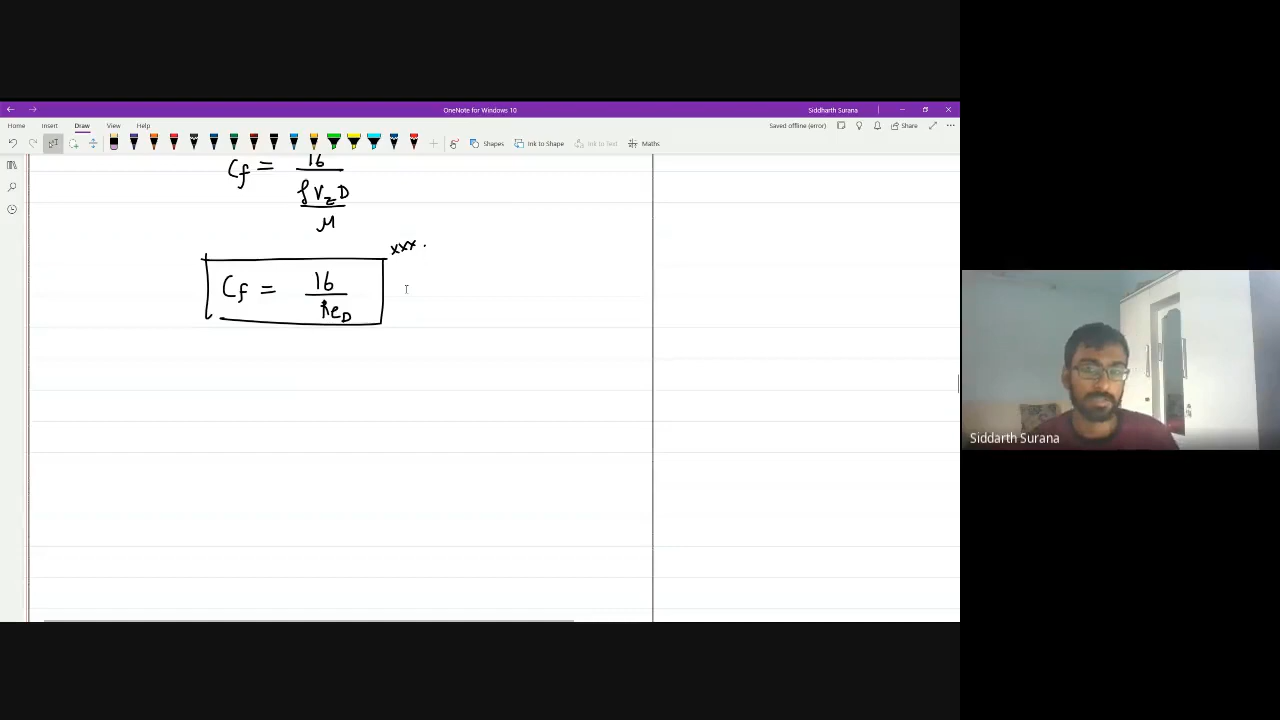 OneNote for Windows 10
Siddharth Surana
Home Insert Draw View Help
Saved offline (error)
Share
Shapes
Ink to Shape
Ink to Text
Maths
Cf = 16
ρ Vz D
μ
xxx.
Cf = 16
ReD
Siddarth Surana